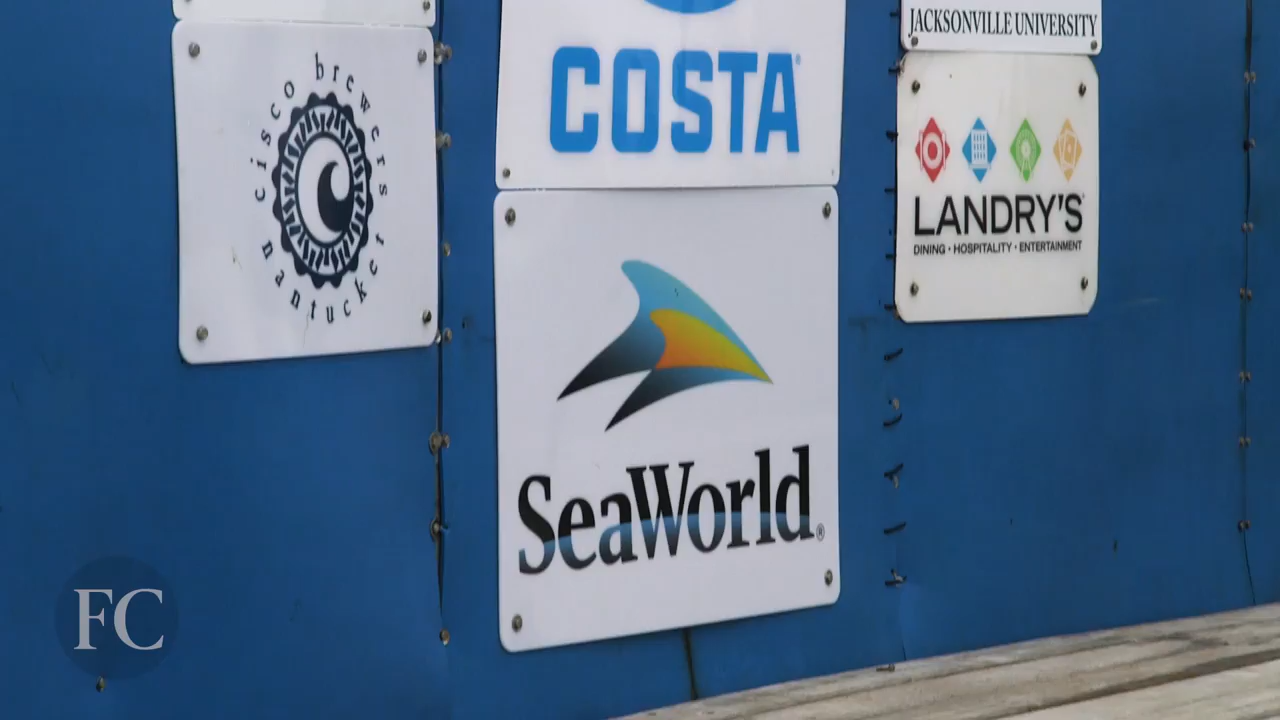 cisco brewers
nantucket
COSTA®
SeaWorld®
JACKSONVILLE UNIVERSITY
LANDRY'S
DINING • HOSPITALITY • ENTERTAINMENT
FC